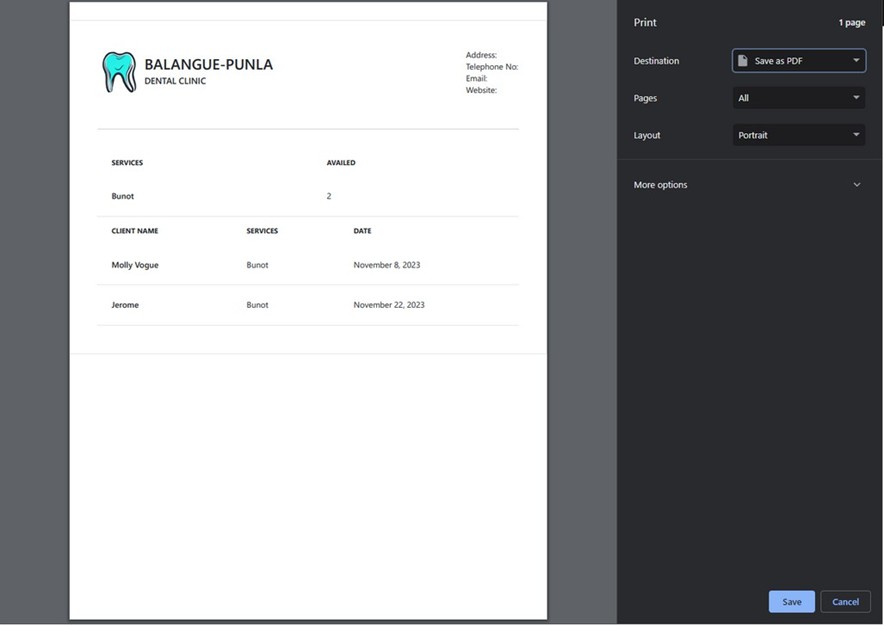 BALANGUE-PUNLA
DENTAL CLINIC
Address:
Telephone No:
Email:
Website:
SERVICES AVAILED
Bunot 2
CLIENT NAME SERVICES DATE
Molly Vogue Bunot November 8, 2023
Jerome Bunot November 22, 2023
Print 1 page
Destination Save as PDF
Pages All
Layout Portrait
More options
Save Cancel